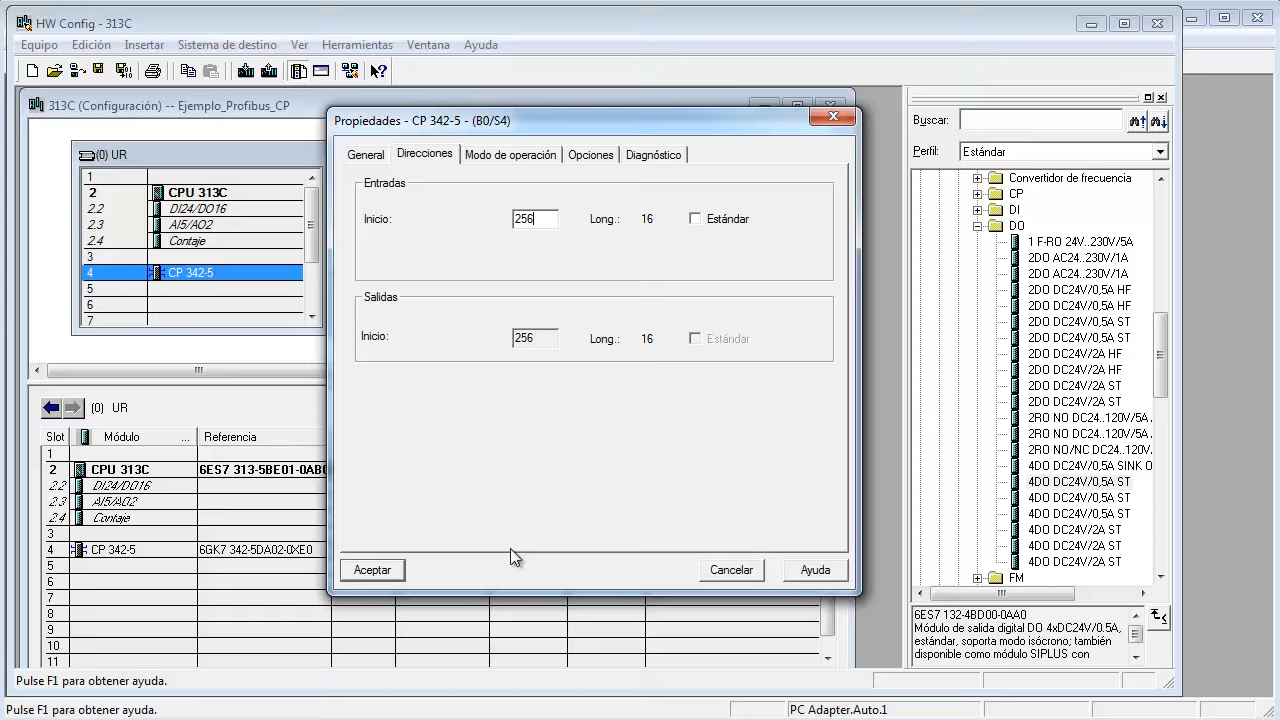 HW Config - 313C
Equipo Edición Insertar Sistema de destino Ver Herramientas Ventana Ayuda
313C (Configuración) -- Ejemplo_Profibus_CP
(0) UR
1
2 CPU 313C
2.2 DI24/DO16
2.3 AI5/AO2
2.4 Contaje
3
4 CP 342-5
5
6
7
(0) UR
Slot Módulo ... Referencia
1
2 CPU 313C 6ES7 313-5BE01-0AB0
2.2 DI24/DO16
2.3 AI5/AO2
2.4 Contaje
3
4 CP 342-5 6GK7 342-5DA02-0XE0
5
6
7
8
9
10
11
Propiedades - CP 342-5 - (B0/S4)
General Direcciones Modo de operación Opciones Diagnóstico
Entradas
Inicio: 256 Long.: 16 Estándar
Salidas
Inicio: 256 Long.: 16 Estándar
Aceptar Cancelar Ayuda
Buscar:
Perfil: Estándar
Convertidor de frecuencia
CP
DI
DO
1 F-RO 24V..230V/5A
2DO AC24..230V/1A
2DO AC24..230V/1A
2DO DC24V/0,5A HF
2DO DC24V/0,5A HF
2DO DC24V/0,5A ST
2DO DC24V/0,5A ST
2DO DC24V/2A HF
2DO DC24V/2A HF
2DO DC24V/2A ST
2DO DC24V/2A ST
2RO NO DC24..120V/5A
2RO NO DC24..120V/5A
2RO NO/NC DC24..120V
4DO DC24V/0.5A SINK O
4DO DC24V/0,5A ST
4DO DC24V/0,5A ST
4DO DC24V/0,5A ST
4DO DC24V/2A ST
4DO DC24V/2A ST
4DO DC24V/2A ST
FM
6ES7 132-4BD00-0AA0
Módulo de salida digital DO 4xDC24V/0.5A,
estándar, soporta modo isócrono; también
disponible como módulo SIPLUS con
Pulse F1 para obtener ayuda.
Pulse F1 para obtener ayuda. PC Adapter.Auto.1